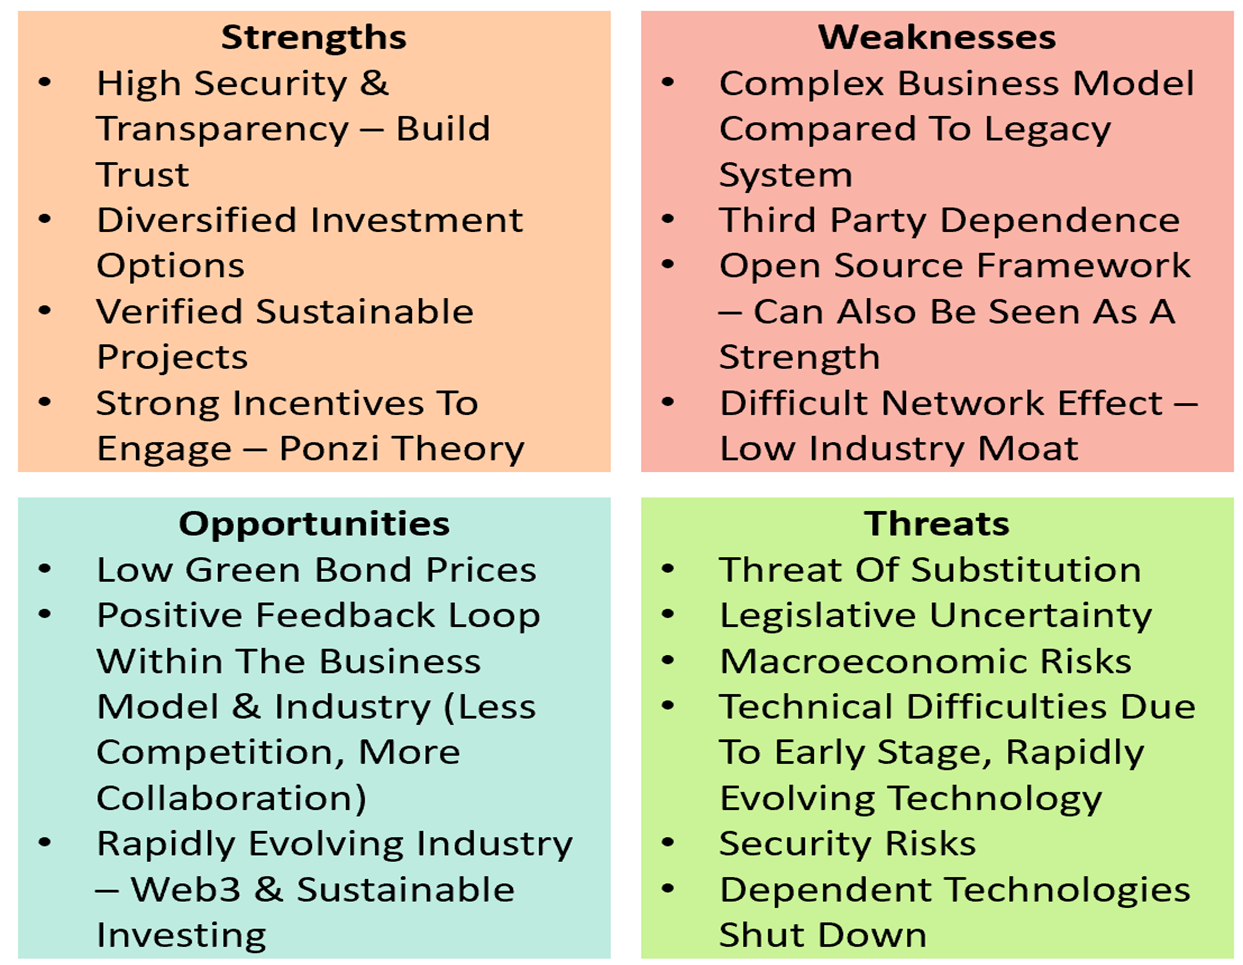 Strengths
• High Security &
Transparency – Build
Trust
• Diversified Investment
Options
• Verified Sustainable
Projects
• Strong Incentives To
Engage – Ponzi Theory
Weaknesses
• Complex Business Model
Compared To Legacy
System
• Third Party Dependence
• Open Source Framework
– Can Also Be Seen As A
Strength
• Difficult Network Effect –
Low Industry Moat
Opportunities
• Low Green Bond Prices
• Positive Feedback Loop
Within The Business
Model & Industry (Less
Competition, More
Collaboration)
• Rapidly Evolving Industry
– Web3 & Sustainable
Investing
Threats
• Threat Of Substitution
• Legislative Uncertainty
• Macroeconomic Risks
• Technical Difficulties Due
To Early Stage, Rapidly
Evolving Technology
• Security Risks
• Dependent Technologies
Shut Down